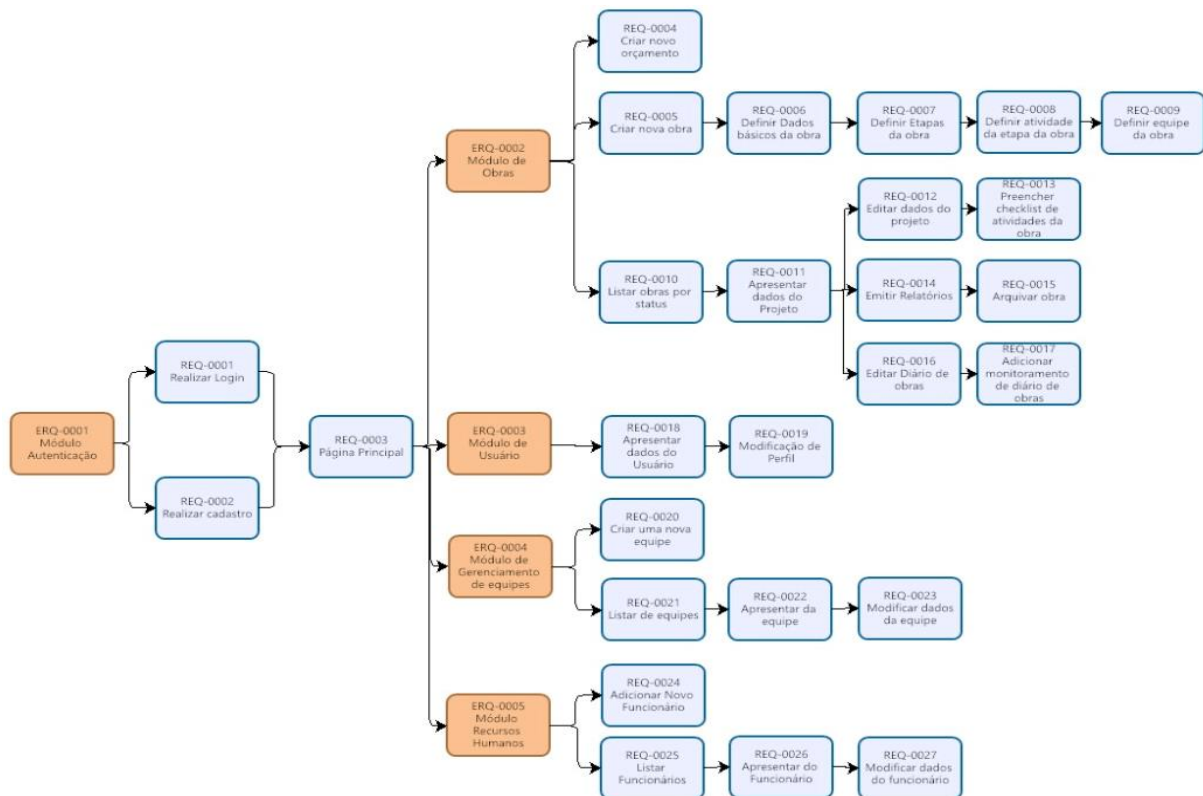 REQ-0004
Criar novo
orçamento
REQ-0005
Criar nova obra
REQ-0006
Definir Dados
básicos da obra
REQ-0007
Definir Etapas
da obra
REQ-0008
Definir atividade
da etapa da obra
REQ-0009
Definir equipe
da obra
ERQ-0002
Módulo de
Obras
REQ-0012
Editar dados do
projeto
REQ-0013
Preencher
checklist de
atividades da
obra
REQ-0010
Listar obras por
status
REQ-0011
Apresentar
dados do
Projeto
REQ-0014
Emitir Relatórios
REQ-0015
Arquivar obra
REQ-0016
Editar Diário de
obras
REQ-0017
Adicionar
monitoramento
de diário de
obras
REQ-0001
Realizar Login
ERQ-0001
Módulo
Autenticação
REQ-0003
Página Principal
REQ-0002
Realizar cadastro
ERQ-0003
Módulo de
Usuário
REQ-0018
Apresentar
dados do
Usuário
REQ-0019
Modificação de
Perfil
ERQ-0004
Módulo de
Gerenciamento
de equipes
REQ-0020
Criar uma nova
equipe
REQ-0021
Listar de equipes
REQ-0022
Apresentar da
equipe
REQ-0023
Modificar dados
da equipe
ERQ-0005
Módulo
Recursos
Humanos
REQ-0024
Adicionar Novo
Funcionário
REQ-0025
Listar
Funcionários
REQ-0026
Apresentar do
Funcionário
REQ-0027
Modificar dados
do funcionário